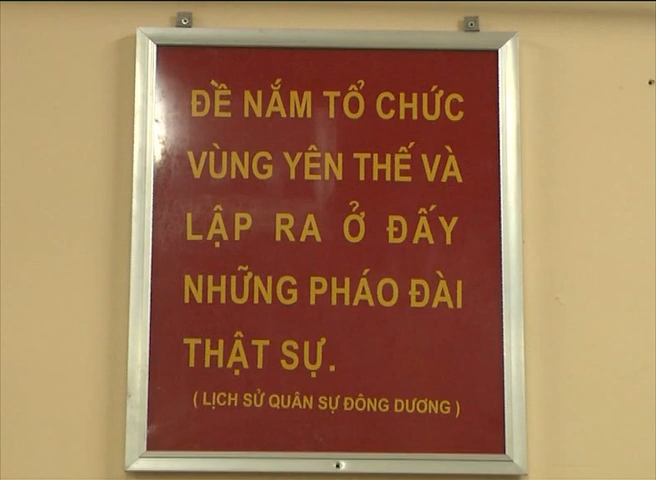 ĐỀ NẮM TỔ CHỨC
VÙNG YÊN THẾ VÀ
LẬP RA Ở ĐẤY
NHỮNG PHÁO ĐÀI
THẬT SỰ.
( LỊCH SỬ QUÂN SỰ ĐÔNG DƯƠNG )